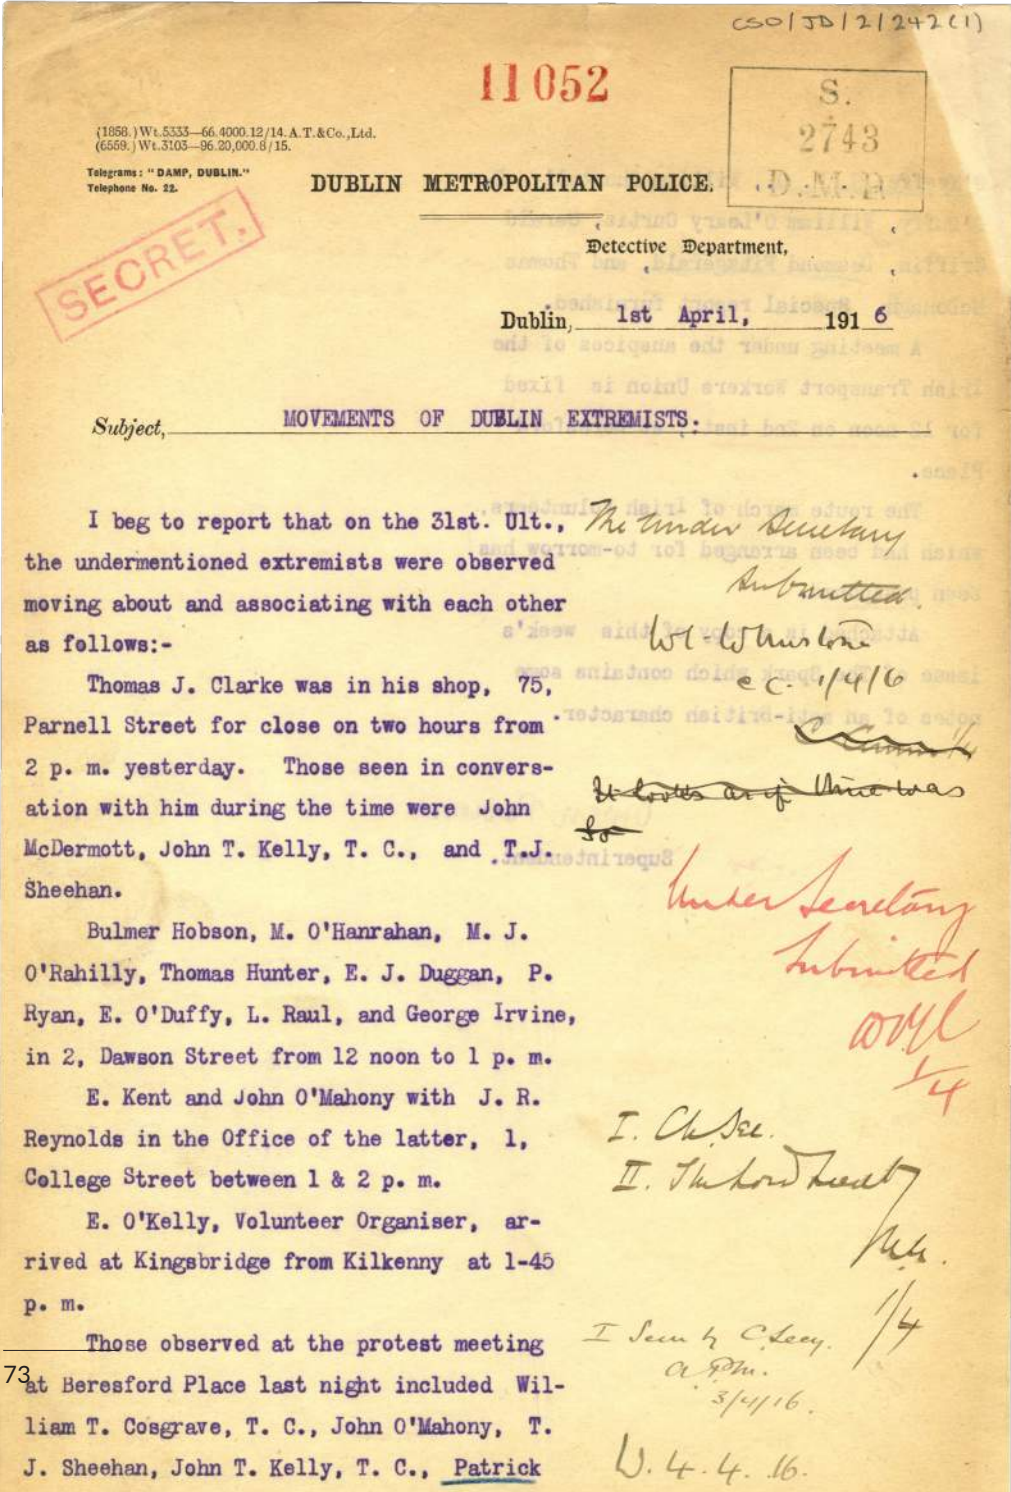 CSO/JD/2/242(1)
11052
S.
2743
D.M.P
(1858.) Wt.5333—66.4000.12/14. A.T.&Co.,Ltd.
(6559.) Wt.3103—96.20,000.8/15.
Telegrams: "DAMP, DUBLIN."
Telephone No. 22.
DUBLIN METROPOLITAN POLICE.
SECRET.
Detective Department,
Dublin, 1st April, 1916
Subject, MOVEMENTS OF DUBLIN EXTREMISTS:
I beg to report that on the 31st. Ult.,
the undermentioned extremists were observed
moving about and associating with each other
as follows:-
Thomas J. Clarke was in his shop, 75,
Parnell Street for close on two hours from
2 p. m. yesterday. Those seen in convers-
ation with him during the time were John
McDermott, John T. Kelly, T. C., and T.J.
Sheehan.
Bulmer Hobson, M. O'Hanrahan, M. J.
O'Rahilly, Thomas Hunter, E. J. Duggan, P.
Ryan, E. O'Duffy, L. Raul, and George Irvine,
in 2, Dawson Street from 12 noon to 1 p. m.
E. Kent and John O'Mahony with J. R.
Reynolds in the Office of the latter, 1,
College Street between 1 & 2 p. m.
E. O'Kelly, Volunteer Organiser, ar-
rived at Kingsbridge from Kilkenny at 1-45
p. m.
Those observed at the protest meeting
at Beresford Place last night included Wil-
liam T. Cosgrave, T. C., John O'Mahony, T.
J. Sheehan, John T. Kelly, T. C., Patrick
73
The Under Secretary
Submitted.
1/4/16
1/4
It looks as if there was
so
Under Secretary
Submitted
1/4
I. Ch. Sec.
II. The Lord Lieut
1/4
I Seen by C. Secy.
3/4/16.
W. 4. 4. 16.